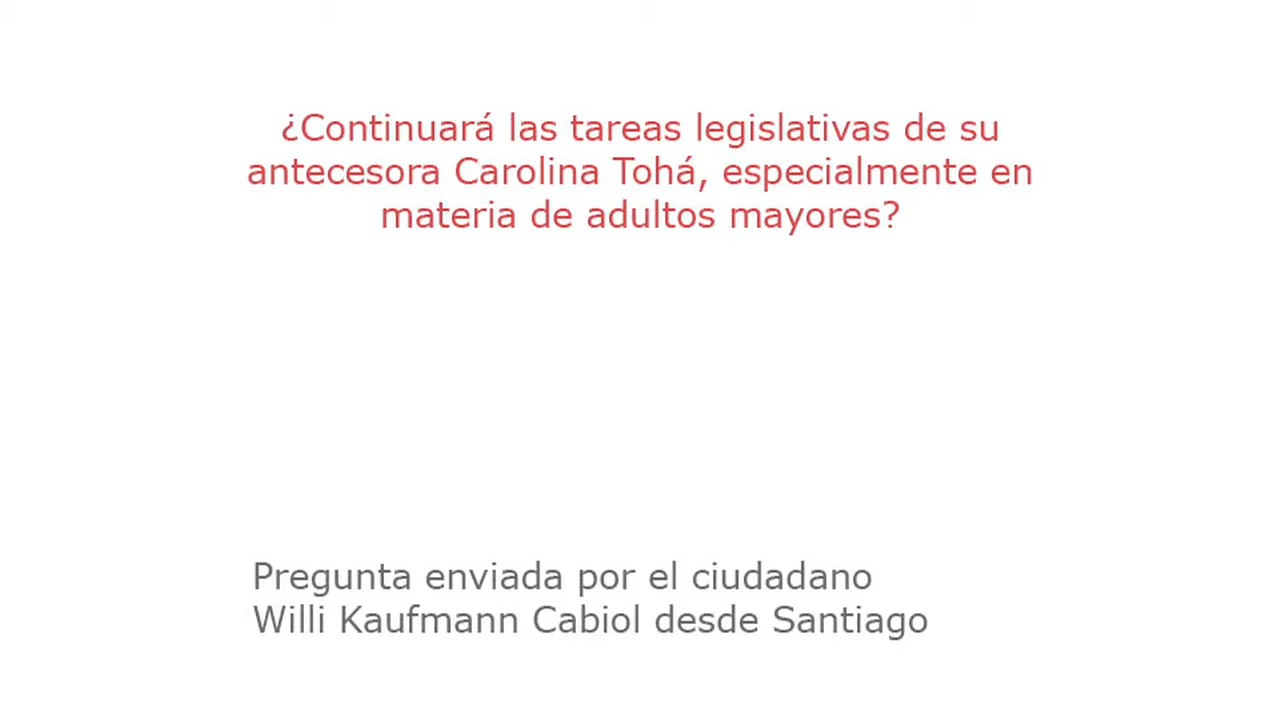 ¿Continuará las tareas legislativas de su
antecesora Carolina Tohá, especialmente en
materia de adultos mayores?
Pregunta enviada por el ciudadano
Willi Kaufmann Cabiol desde Santiago